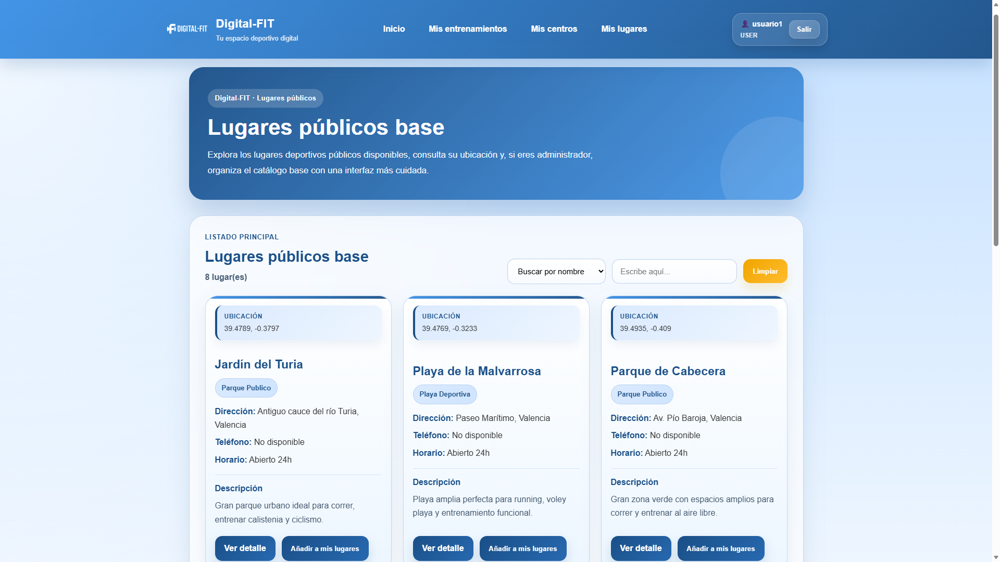 DIGITAL-FIT
Digital-FIT
Tu espacio deportivo digital
Inicio
Mis entrenamientos
Mis centros
Mis lugares
usuario1
USER
Salir
Digital-FIT · Lugares públicos
Lugares públicos base
Explora los lugares deportivos públicos disponibles, consulta su ubicación y, si eres administrador,
organiza el catálogo base con una interfaz más cuidada.
LISTADO PRINCIPAL
Lugares públicos base
8 lugar(es)
Buscar por nombre
Escribe aquí...
Limpiar
UBICACIÓN
39.4789, -0.3797
Jardín del Turia
Parque Publico
Dirección: Antiguo cauce del río Turia,
Valencia
Teléfono: No disponible
Horario: Abierto 24h
Descripción
Gran parque urbano ideal para correr,
entrenar calistenia y ciclismo.
Ver detalle
Añadir a mis lugares
UBICACIÓN
39.4769, -0.3233
Playa de la Malvarrosa
Playa Deportiva
Dirección: Paseo Marítimo, Valencia
Teléfono: No disponible
Horario: Abierto 24h
Descripción
Playa amplia perfecta para running, voley
playa y entrenamiento funcional.
Ver detalle
Añadir a mis lugares
UBICACIÓN
39.4935, -0.409
Parque de Cabecera
Parque Publico
Dirección: Av. Pío Baroja, Valencia
Teléfono: No disponible
Horario: Abierto 24h
Descripción
Gran zona verde con espacios amplios para
correr y entrenar al aire libre.
Ver detalle
Añadir a mis lugares